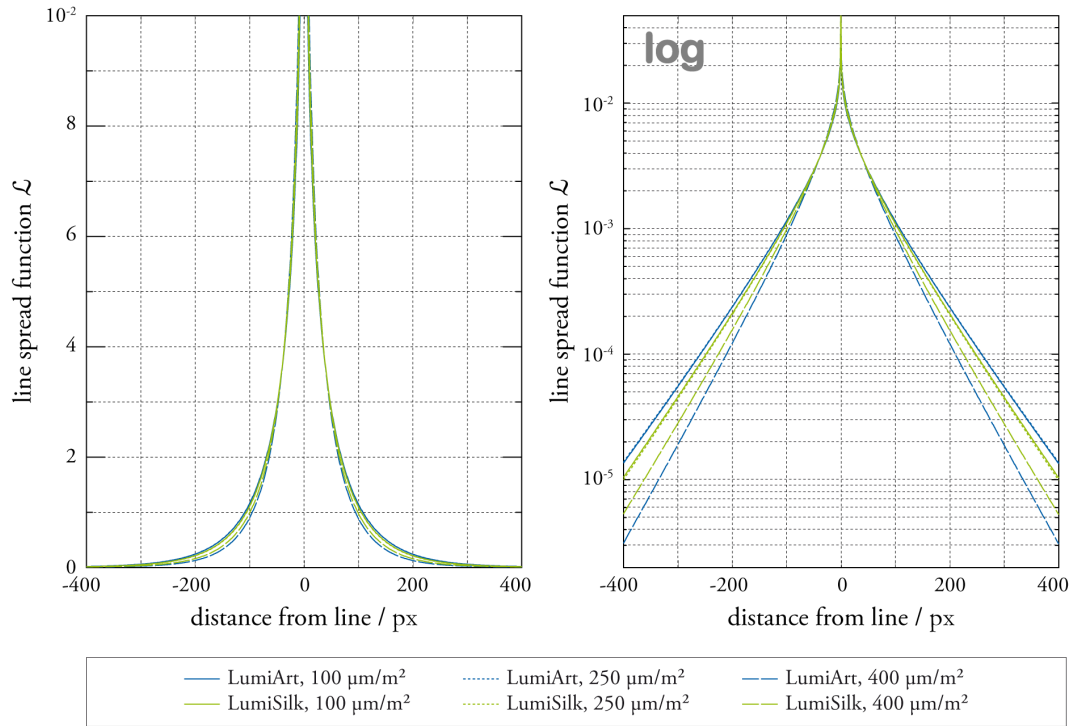 10-2
8
6
4
2
0
-400 -200 0 200 400
line spread function ℒ
distance from line / px
log
10-2
10-3
10-4
10-5
-400 -200 0 200 400
line spread function ℒ
distance from line / px
LumiArt, 100 µm/m² LumiArt, 250 µm/m² LumiArt, 400 µm/m²
LumiSilk, 100 µm/m² LumiSilk, 250 µm/m² LumiSilk, 400 µm/m²